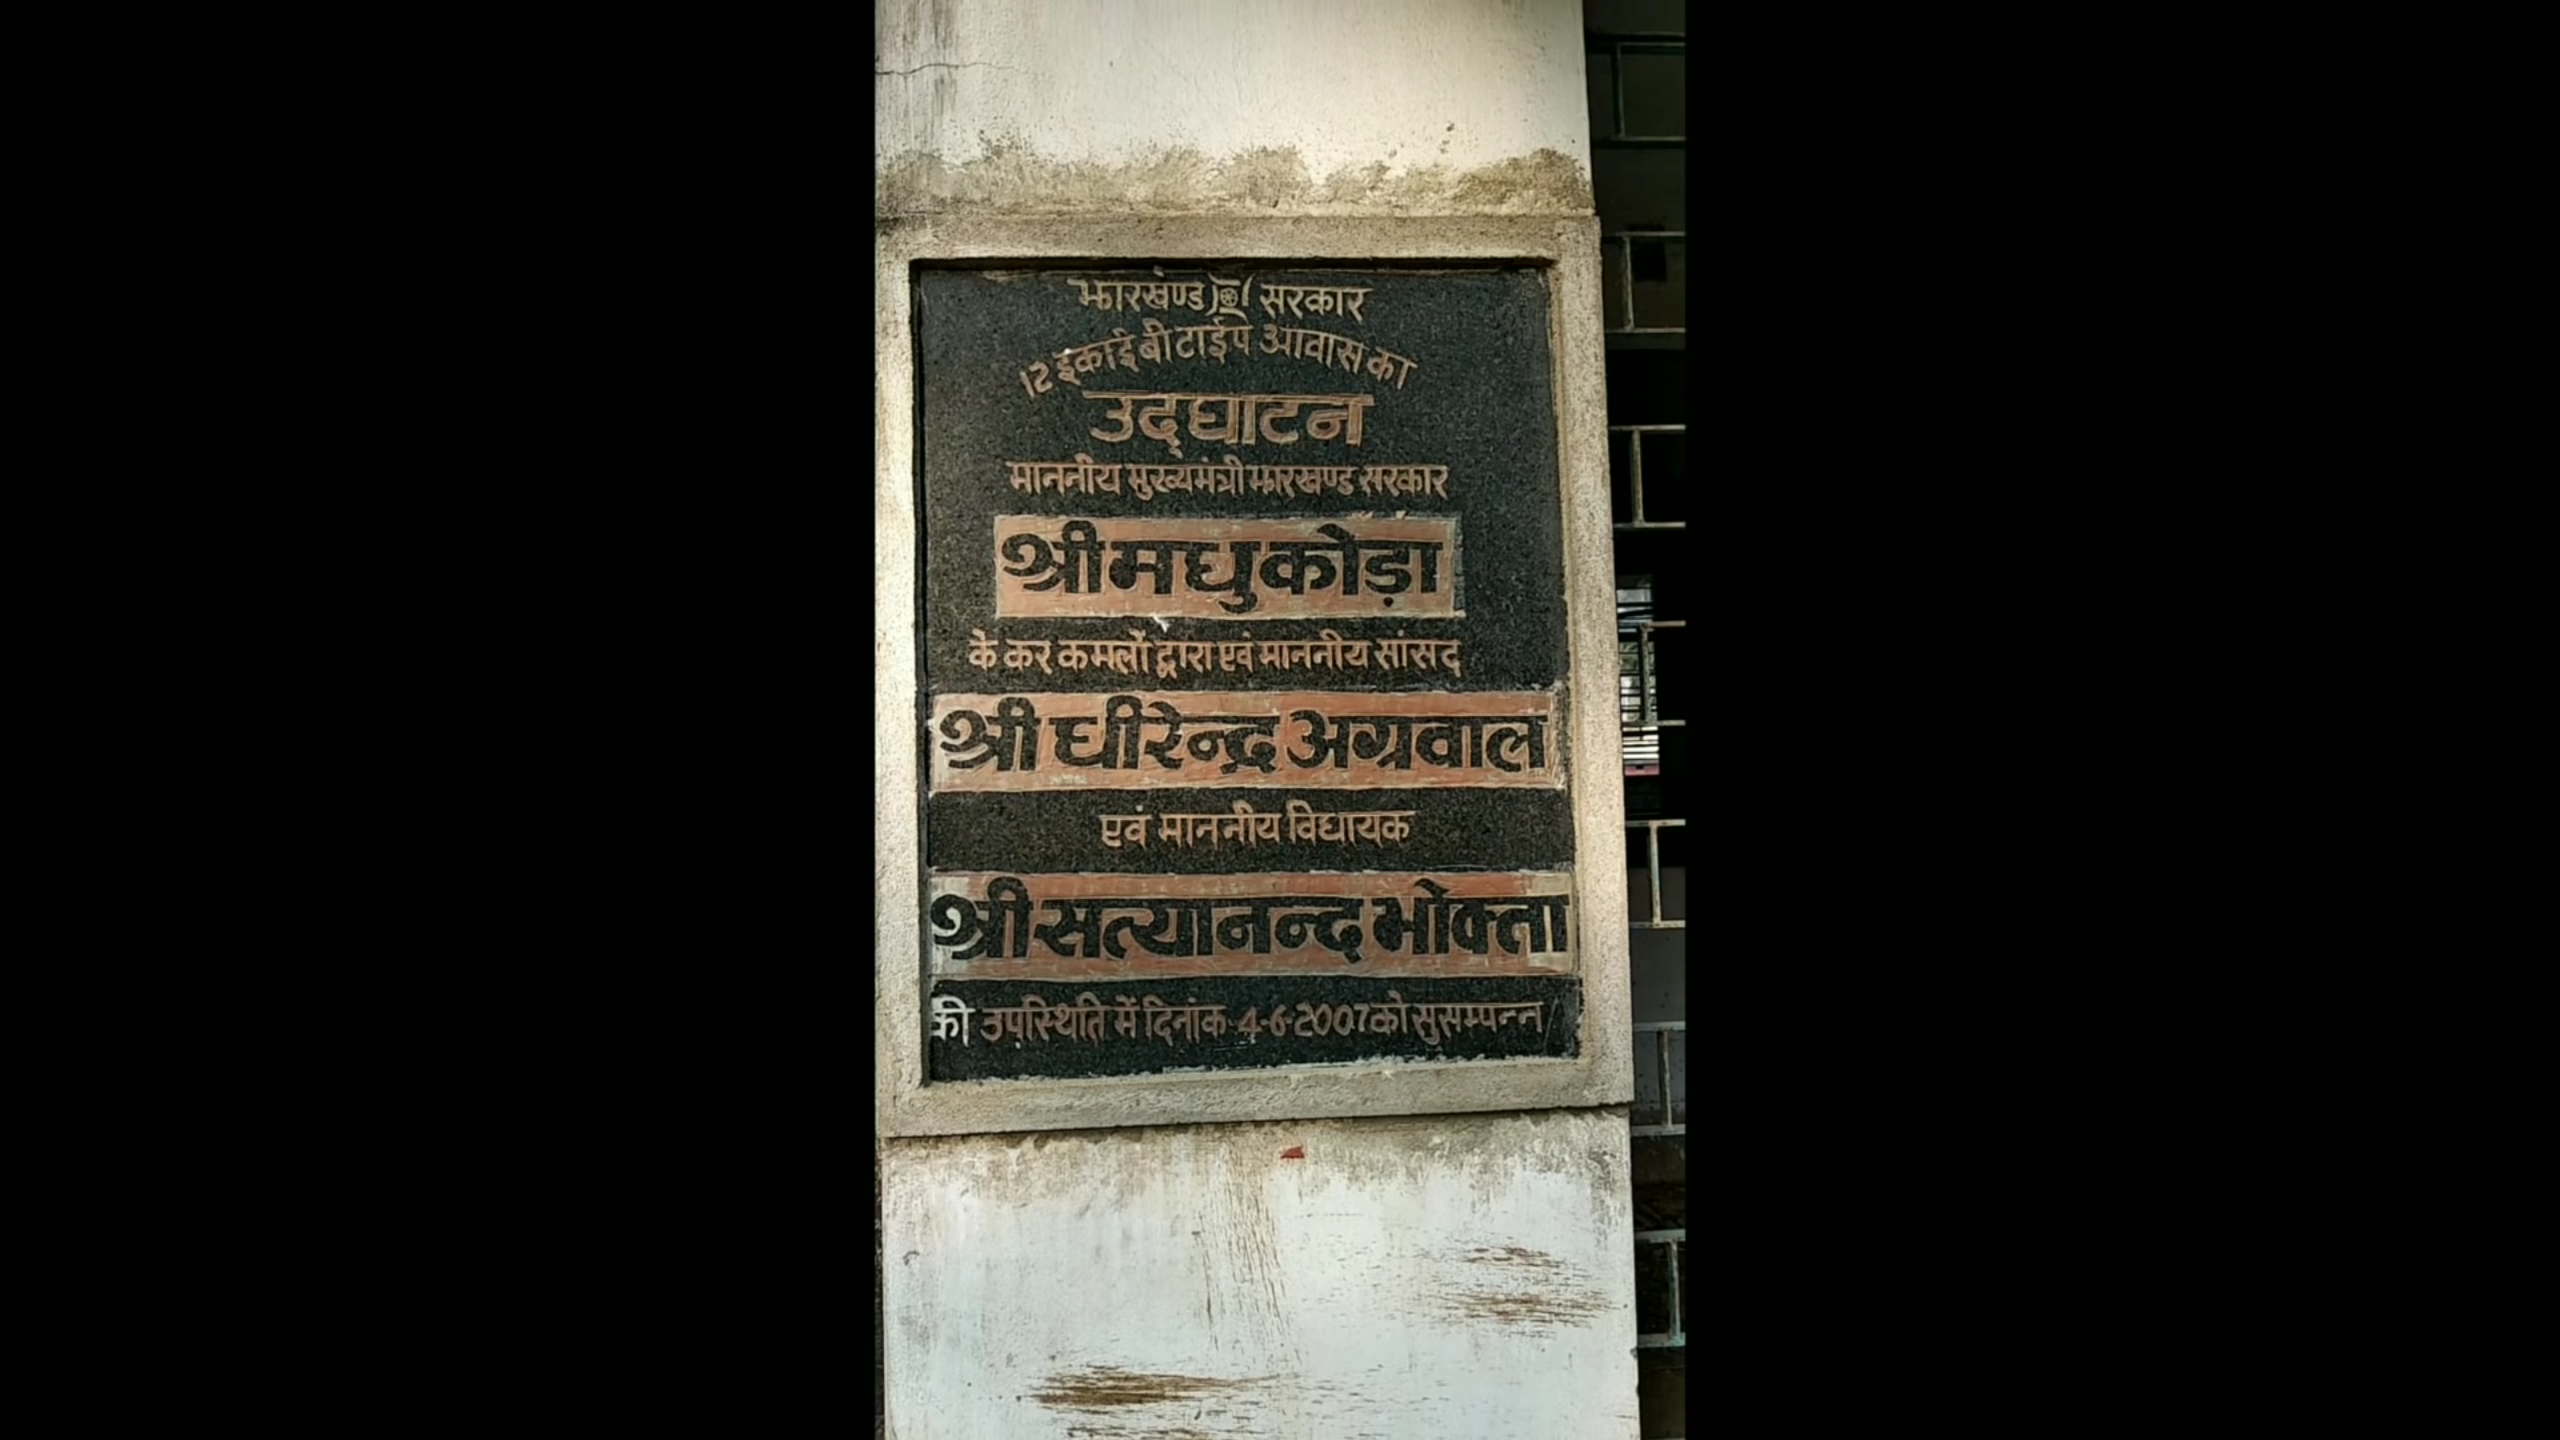 झारखण्ड सरकार
12 इकाई बी टाईप आवास का
उद्घाटन
माननीय मुख्यमंत्री झारखण्ड सरकार
श्री मधु कोड़ा
के कर कमलों द्वारा एवं माननीय सांसद
श्री धीरेन्द्र अग्रवाल
एवं माननीय विधायक
श्री सत्यानन्द भोक्ता
की उपस्थिति में दिनांक 4-6-2007 को सुसम्पन्न